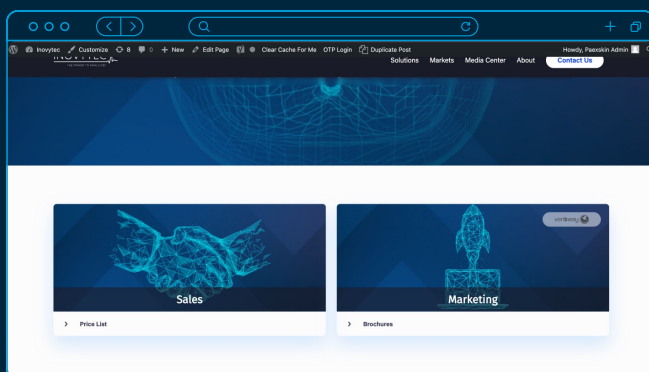 Inovytec Customize 8 0 New Edit Page Clear Cache For Me OTP Login Duplicate Post Howdy, Paexskin Admin
INOVYTEC
Solutions Markets Media Center About Contact Us
Sales
Price List
Marketing
Brochures